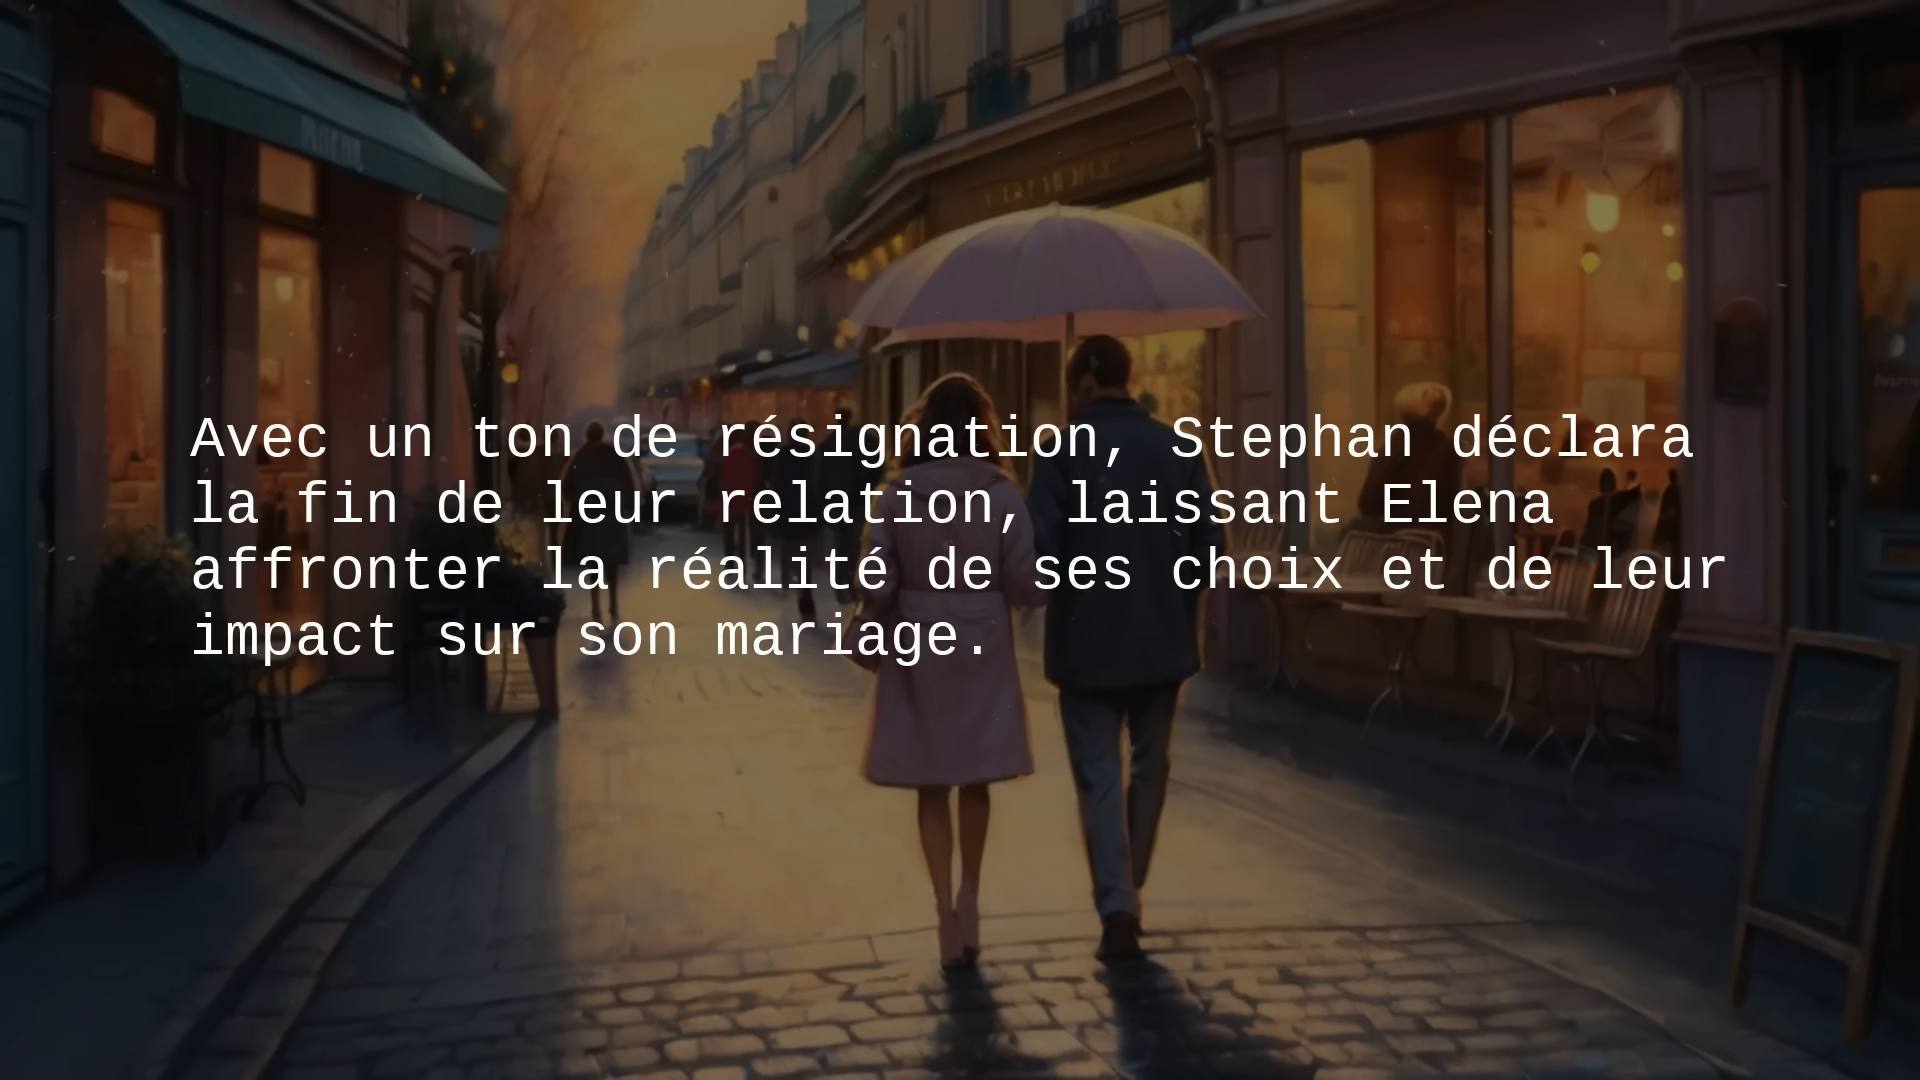 Avec un ton de résignation, Stephan déclara
la fin de leur relation, laissant Elena
affronter la réalité de ses choix et de leur
impact sur son mariage.